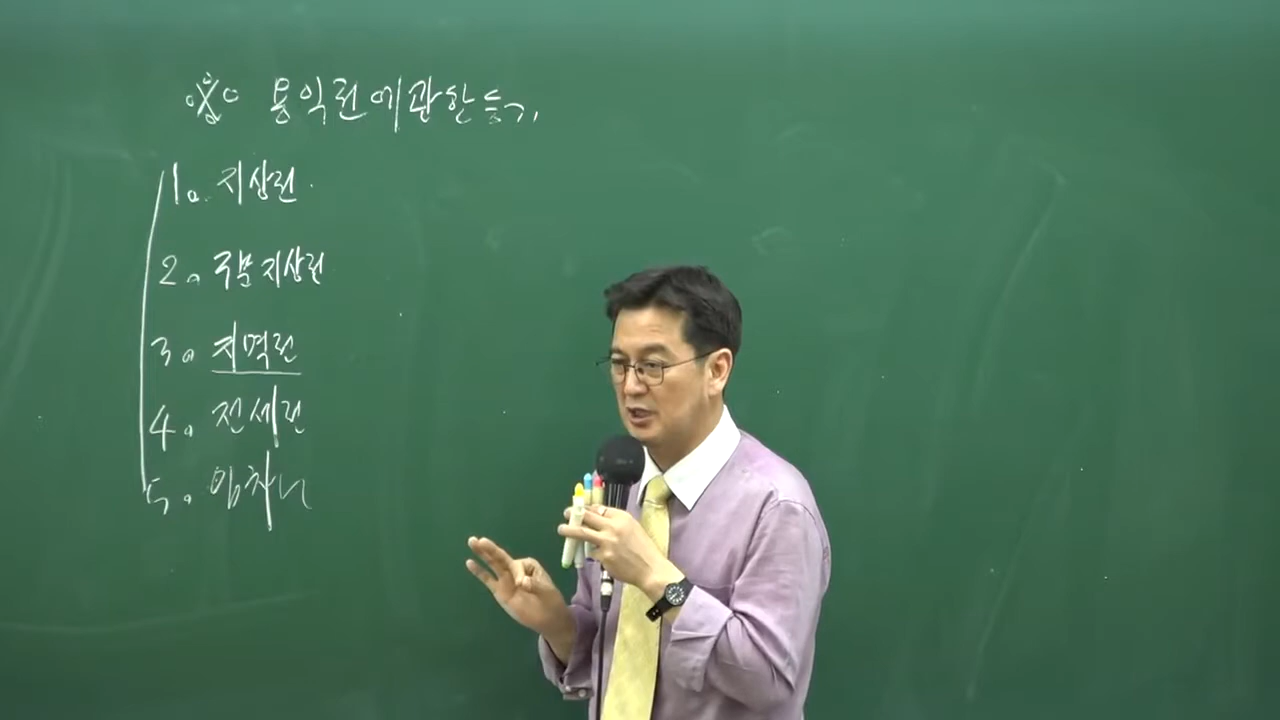 ※ 용익권에관한등기
1. 지상권
2. 구분지상권
3. 지역권
4. 전세권
5. 임차권